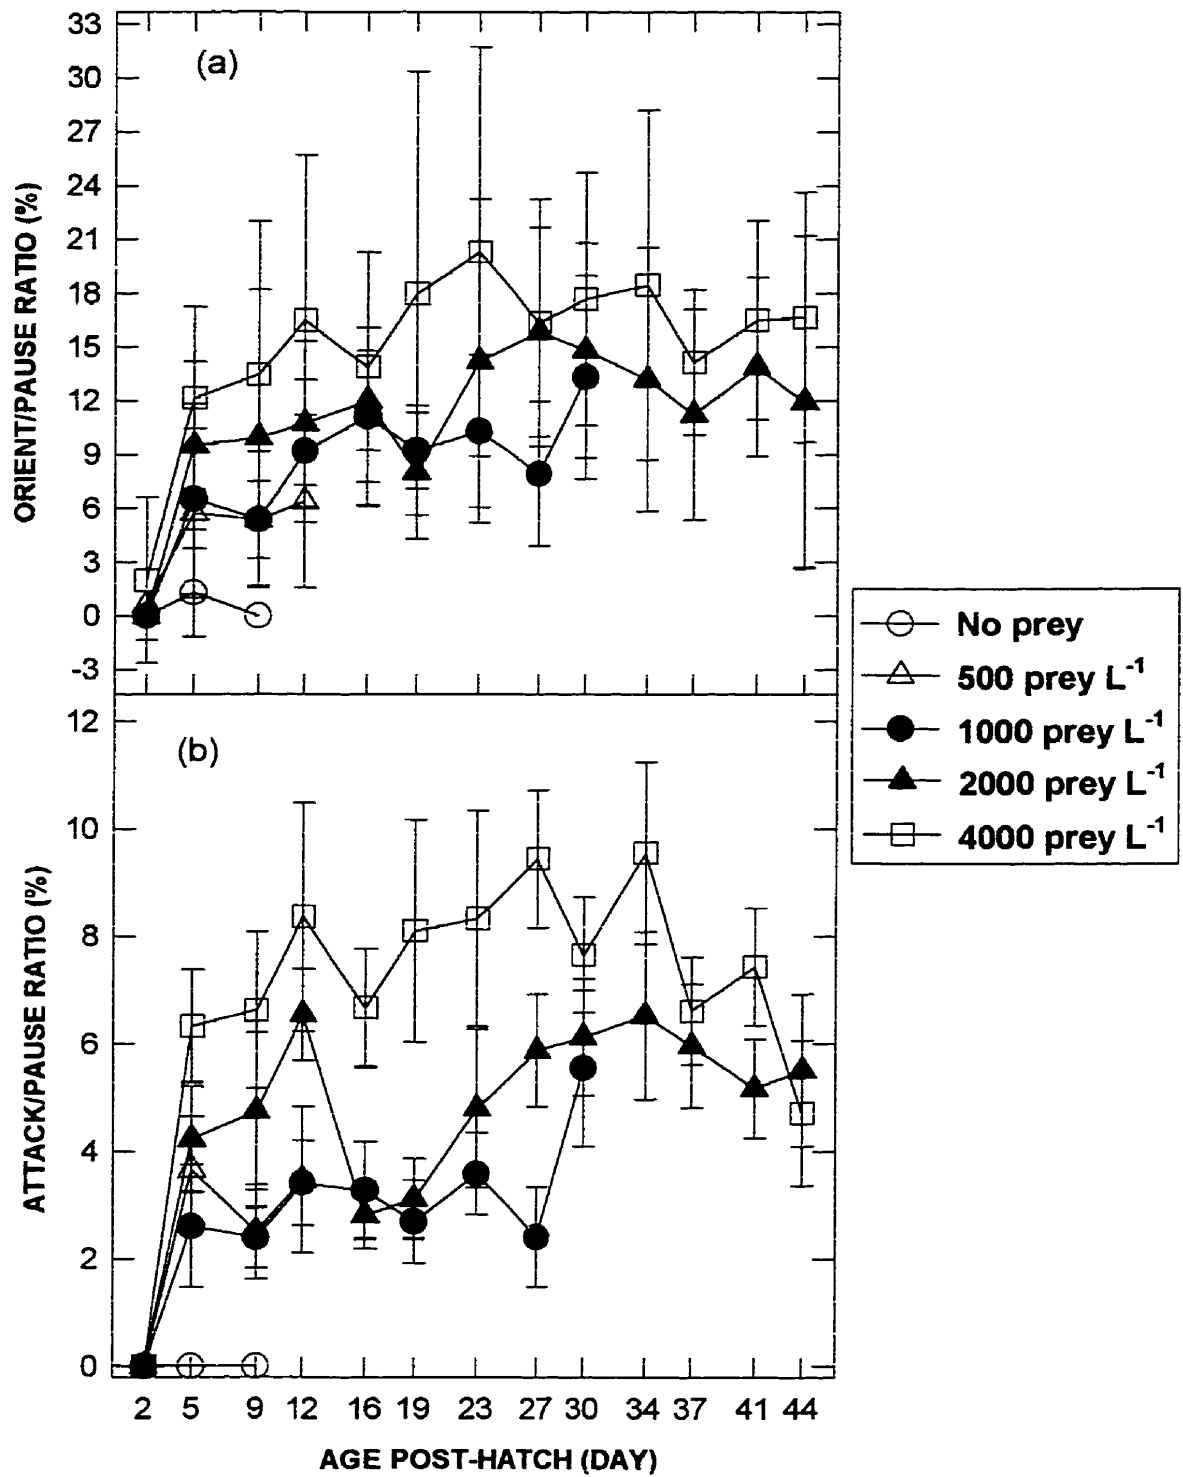 (a)
ORIENT/PAUSE RATIO (%)
33
30
27
24
21
18
15
12
9
6
3
0
-3
(b)
ATTACK/PAUSE RATIO (%)
12
10
8
6
4
2
0
2 5 9 12 16 19 23 27 30 34 37 41 44
AGE POST-HATCH (DAY)
No prey
500 prey L⁻¹
1000 prey L⁻¹
2000 prey L⁻¹
4000 prey L⁻¹